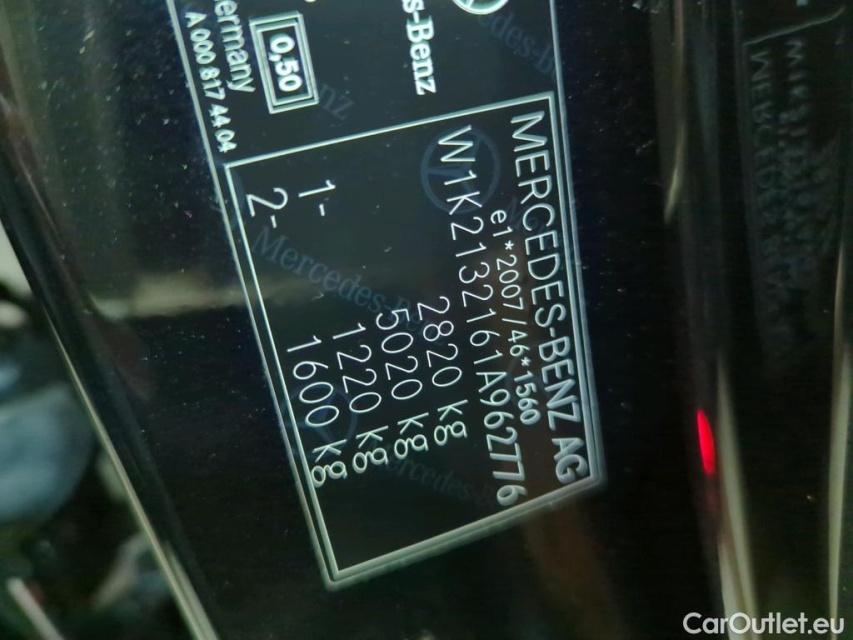 ermany
A 000 817 44 04
0,50
s-Benz
MERCEDES-BENZ AG
e1*2007/46*1560
W1K2132161A962776
2820 kg
5020 kg
1- 1220 kg
2- 1600 kg
Mercedes-B
CarOutlet.eu